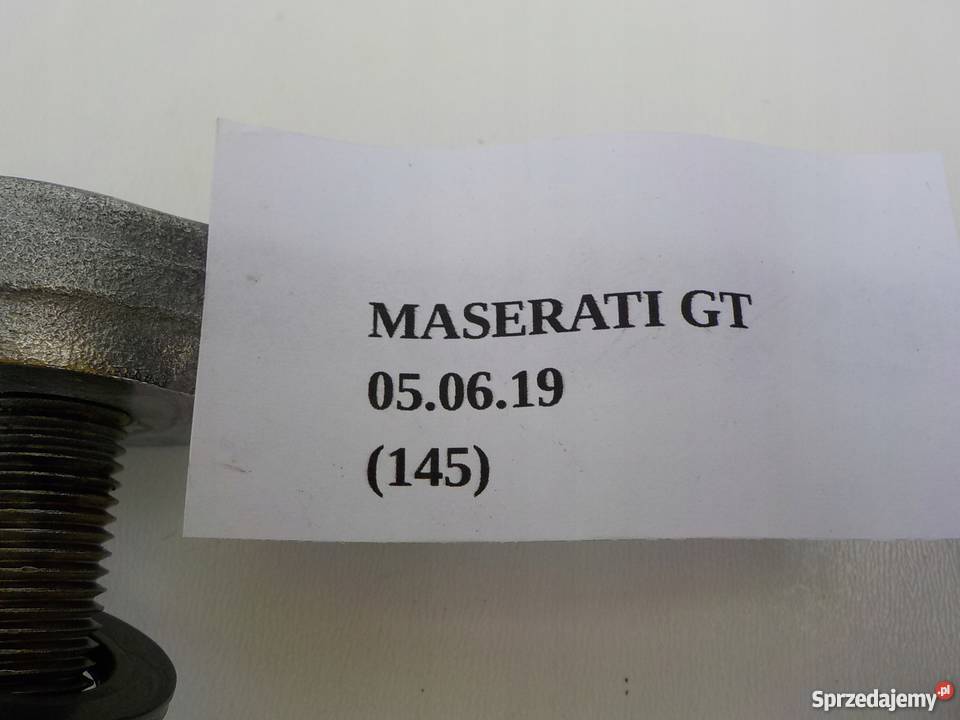 MASERATI GT
05.06.19
(145)
Sprzedajemy.pl